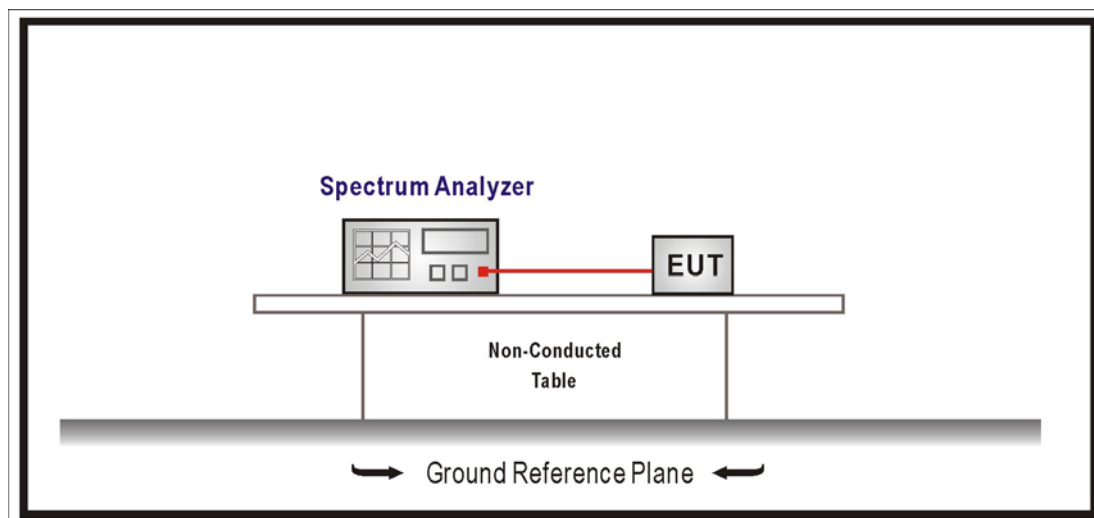 Spectrum Analyzer
EUT
Non-Conducted
Table
Ground Reference Plane